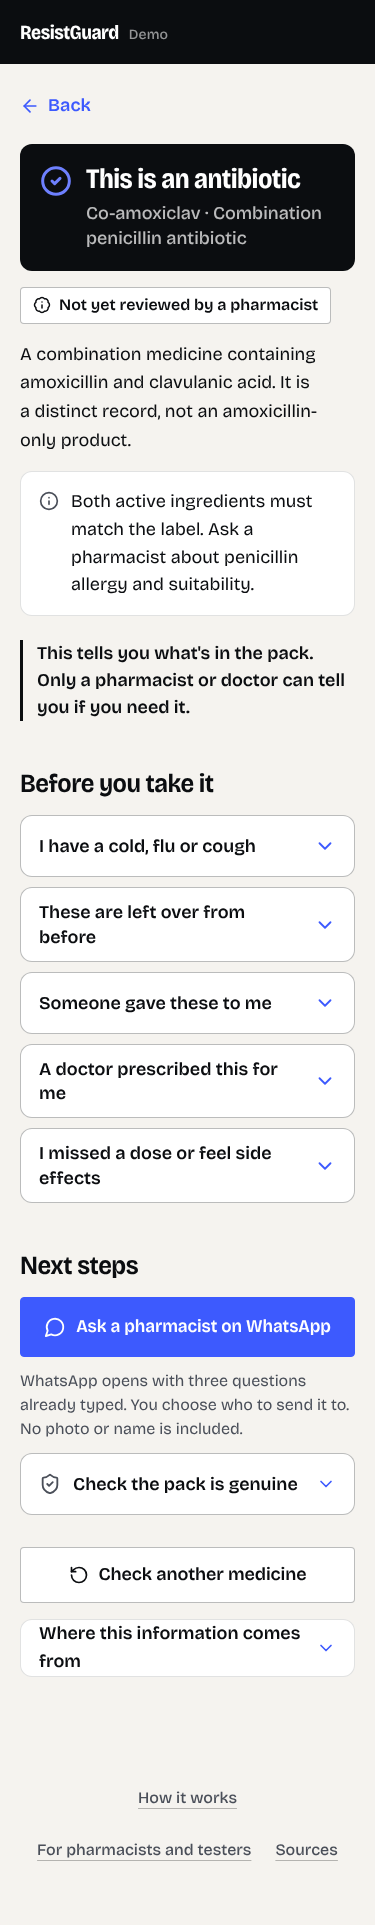 ResistGuard Demo
Back
This is an antibiotic
Co-amoxiclav · Combination
penicillin antibiotic
Not yet reviewed by a pharmacist
A combination medicine containing
amoxicillin and clavulanic acid. It is
a distinct record, not an amoxicillin-
only product.
Both active ingredients must
match the label. Ask a
pharmacist about penicillin
allergy and suitability.
This tells you what's in the pack.
Only a pharmacist or doctor can tell
you if you need it.
Before you take it
I have a cold, flu or cough
These are left over from
before
Someone gave these to me
A doctor prescribed this for
me
I missed a dose or feel side
effects
Next steps
Ask a pharmacist on WhatsApp
WhatsApp opens with three questions
already typed. You choose who to send it to.
No photo or name is included.
Check the pack is genuine
Check another medicine
Where this information comes
from
How it works
For pharmacists and testers Sources